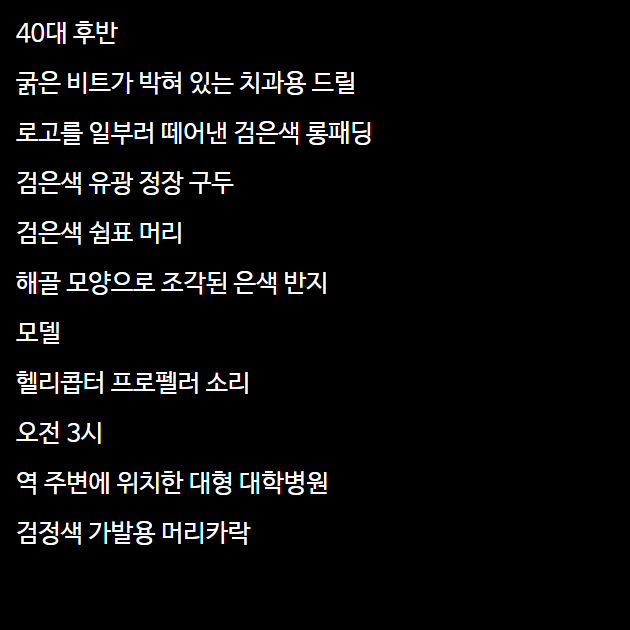 40대 후반
굵은 비트가 박혀 있는 치과용 드릴
로고를 일부러 떼어낸 검은색 롱패딩
검은색 유광 정장 구두
검은색 쉼표 머리
해골 모양으로 조각된 은색 반지
모델
헬리콥터 프로펠러 소리
오전 3시
역 주변에 위치한 대형 대학병원
검정색 가발용 머리카락